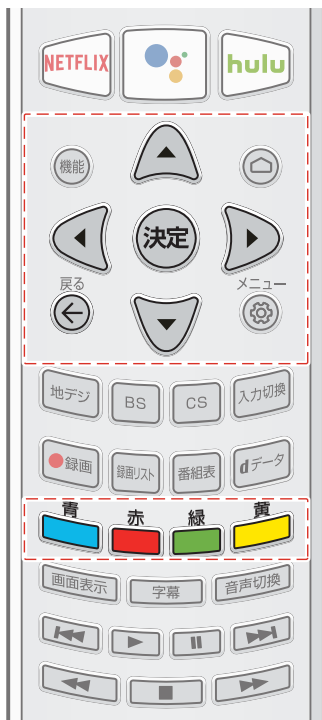 NETFLIX
hulu
機能
決定
戻る
メニュー
地デジ
BS
CS
入力切換
録画
録画リスト
番組表
dデータ
青
赤
緑
黄
画面表示
字幕
音声切換